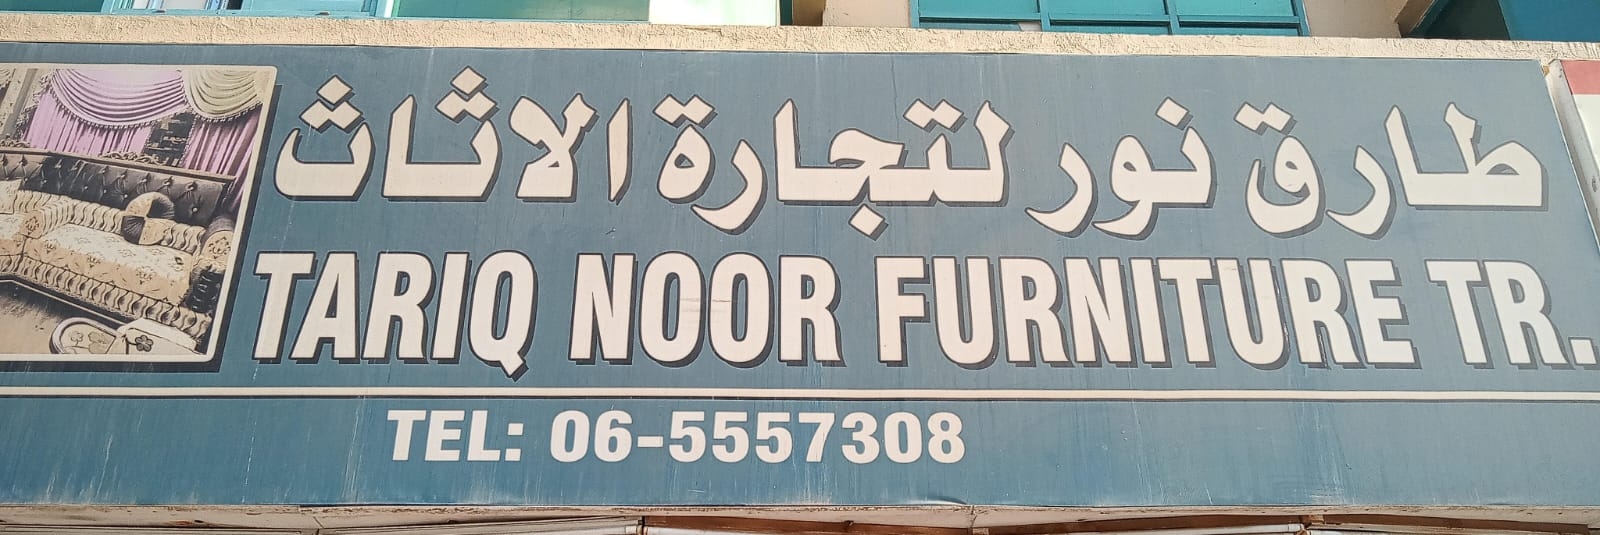 طارق نور لتجارة الاثاث
TARIQ NOOR FURNITURE TR.
TEL: 06-5557308